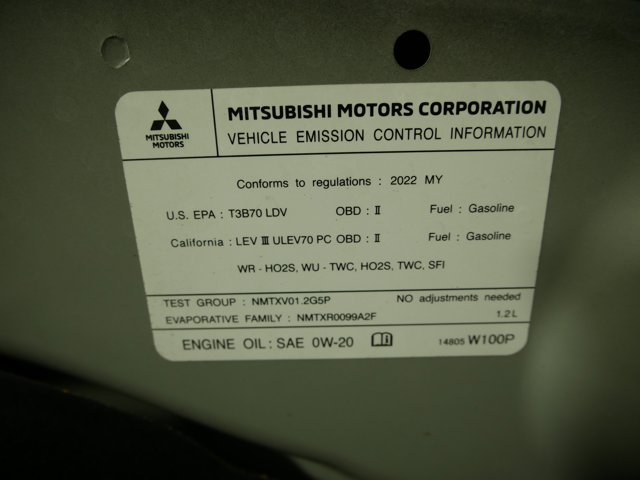 MITSUBISHI MOTORS
MITSUBISHI MOTORS CORPORATION
VEHICLE EMISSION CONTROL INFORMATION
Conforms to regulations : 2022 MY
U.S. EPA : T3B70 LDV OBD : II Fuel : Gasoline
California : LEV III ULEV70 PC OBD : II Fuel : Gasoline
WR - HO2S, WU - TWC, HO2S, TWC, SFI
TEST GROUP : NMTXV01.2G5P NO adjustments needed
EVAPORATIVE FAMILY : NMTXR0099A2F 1.2 L
ENGINE OIL : SAE 0W-20 14805 W100P